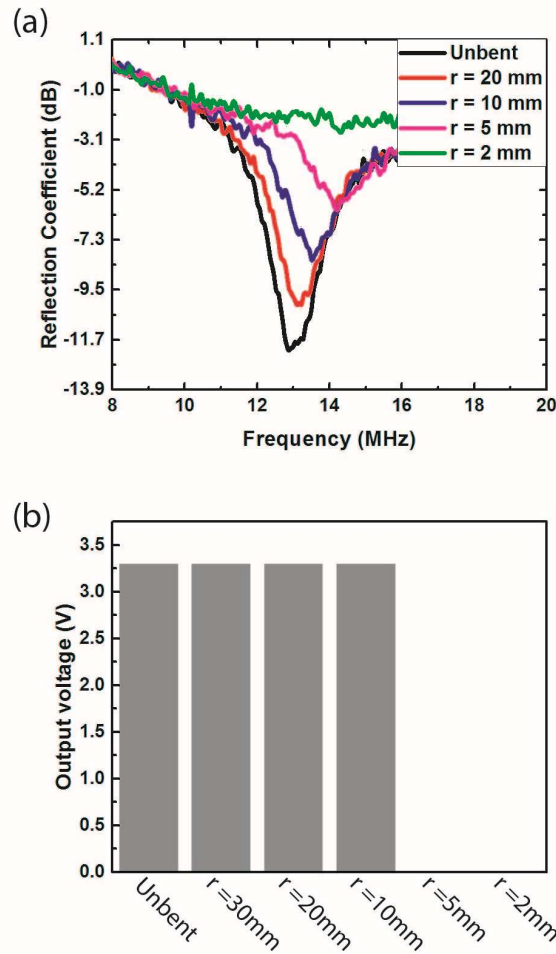 (a)
Reflection Coefficient (dB)
1.1
-1.0
-3.1
-5.2
-7.3
-9.5
-11.7
-13.9
Unbent
r = 20 mm
r = 10 mm
r = 5 mm
r = 2 mm
8 10 12 14 16 18 20
Frequency (MHz)
(b)
Output voltage (V)
3.5
3.0
2.5
2.0
1.5
1.0
0.5
0.0
Unbent
r =30mm
r =20mm
r =10mm
r =5mm
r =2mm